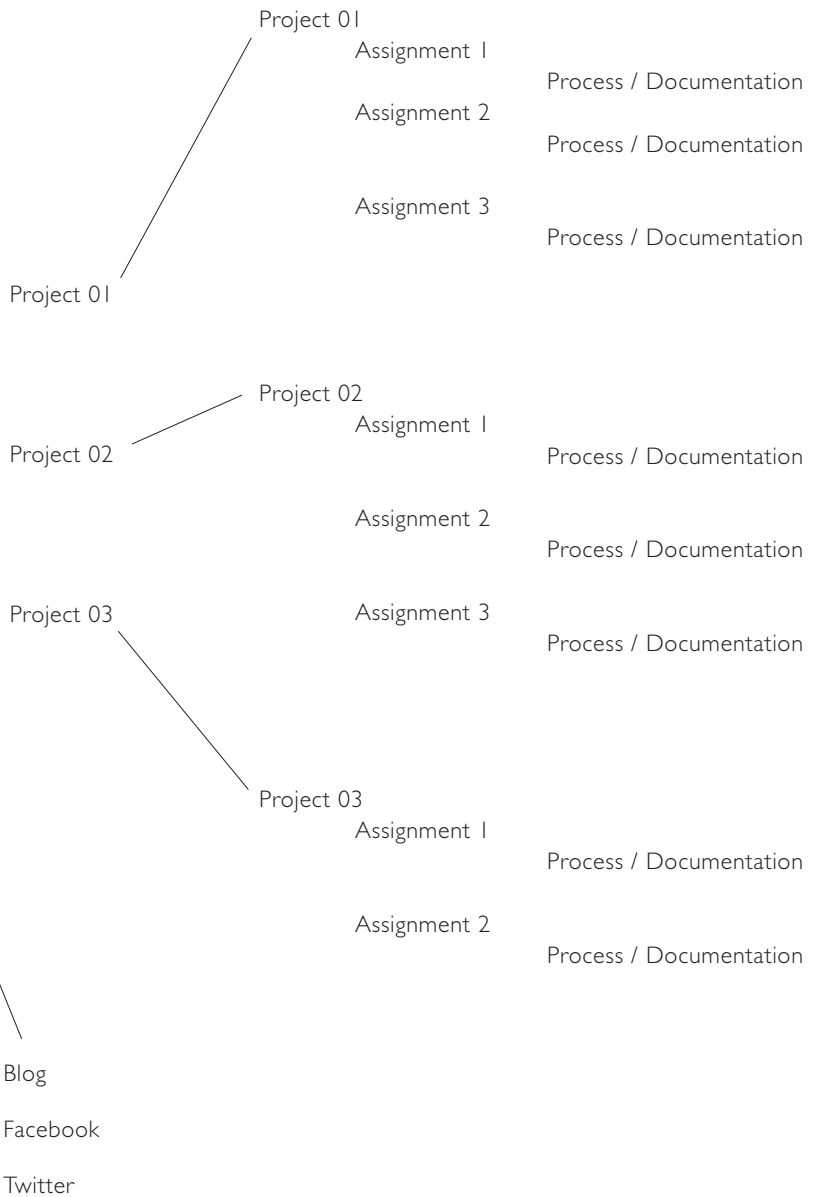 Project 01
Assignment 1
Process / Documentation
Assignment 2
Process / Documentation
Assignment 3
Process / Documentation
Project 01
Project 02
Assignment 1
Project 02
Process / Documentation
Assignment 2
Process / Documentation
Project 03
Assignment 3
Process / Documentation
Project 03
Assignment 1
Process / Documentation
Assignment 2
Process / Documentation
Blog
Facebook
Twitter